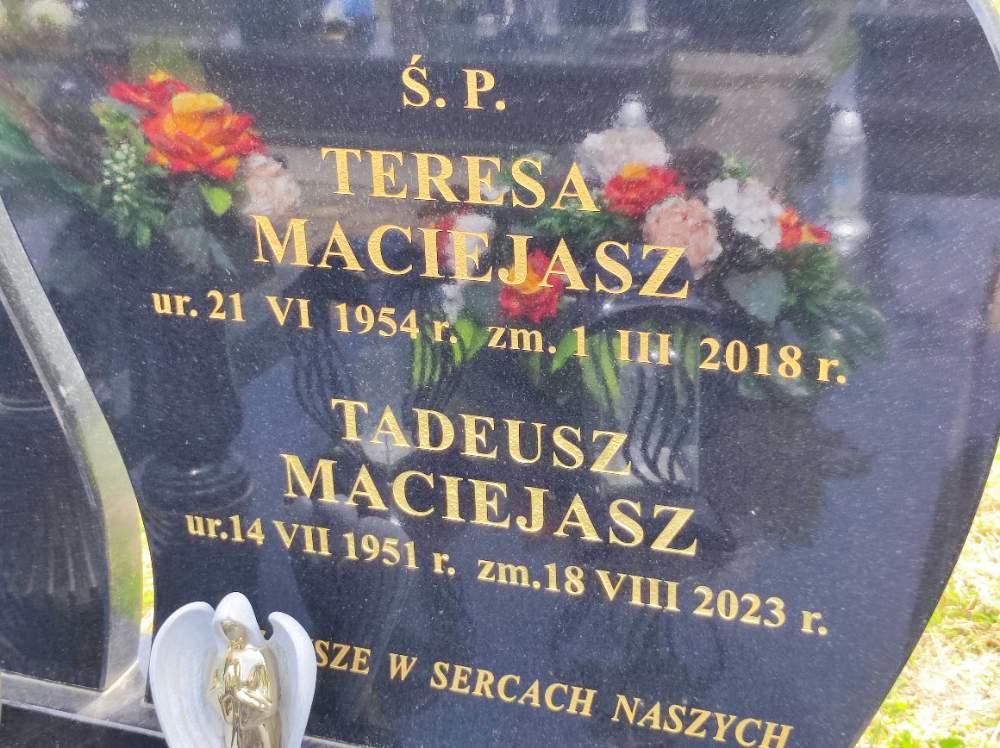 Ś. P.
TERESA
MACIEJASZ
ur. 21 VI 1954 r. zm. 1 III 2018 r.
TADEUSZ
MACIEJASZ
ur.14 VII 1951 r. zm.18 VIII 2023 r.
W SERCACH NASZYCH